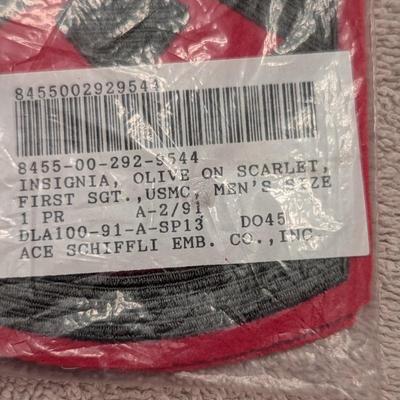 8455002929544
8455-00-292-9544
INSIGNIA, OLIVE ON SCARLET,
FIRST SGT.,USMC, MEN'S SIZE
1 PR A-2/91
DLA100-91-A-SP13 DO45
ACE SCHIFFLI EMB. CO.,INC